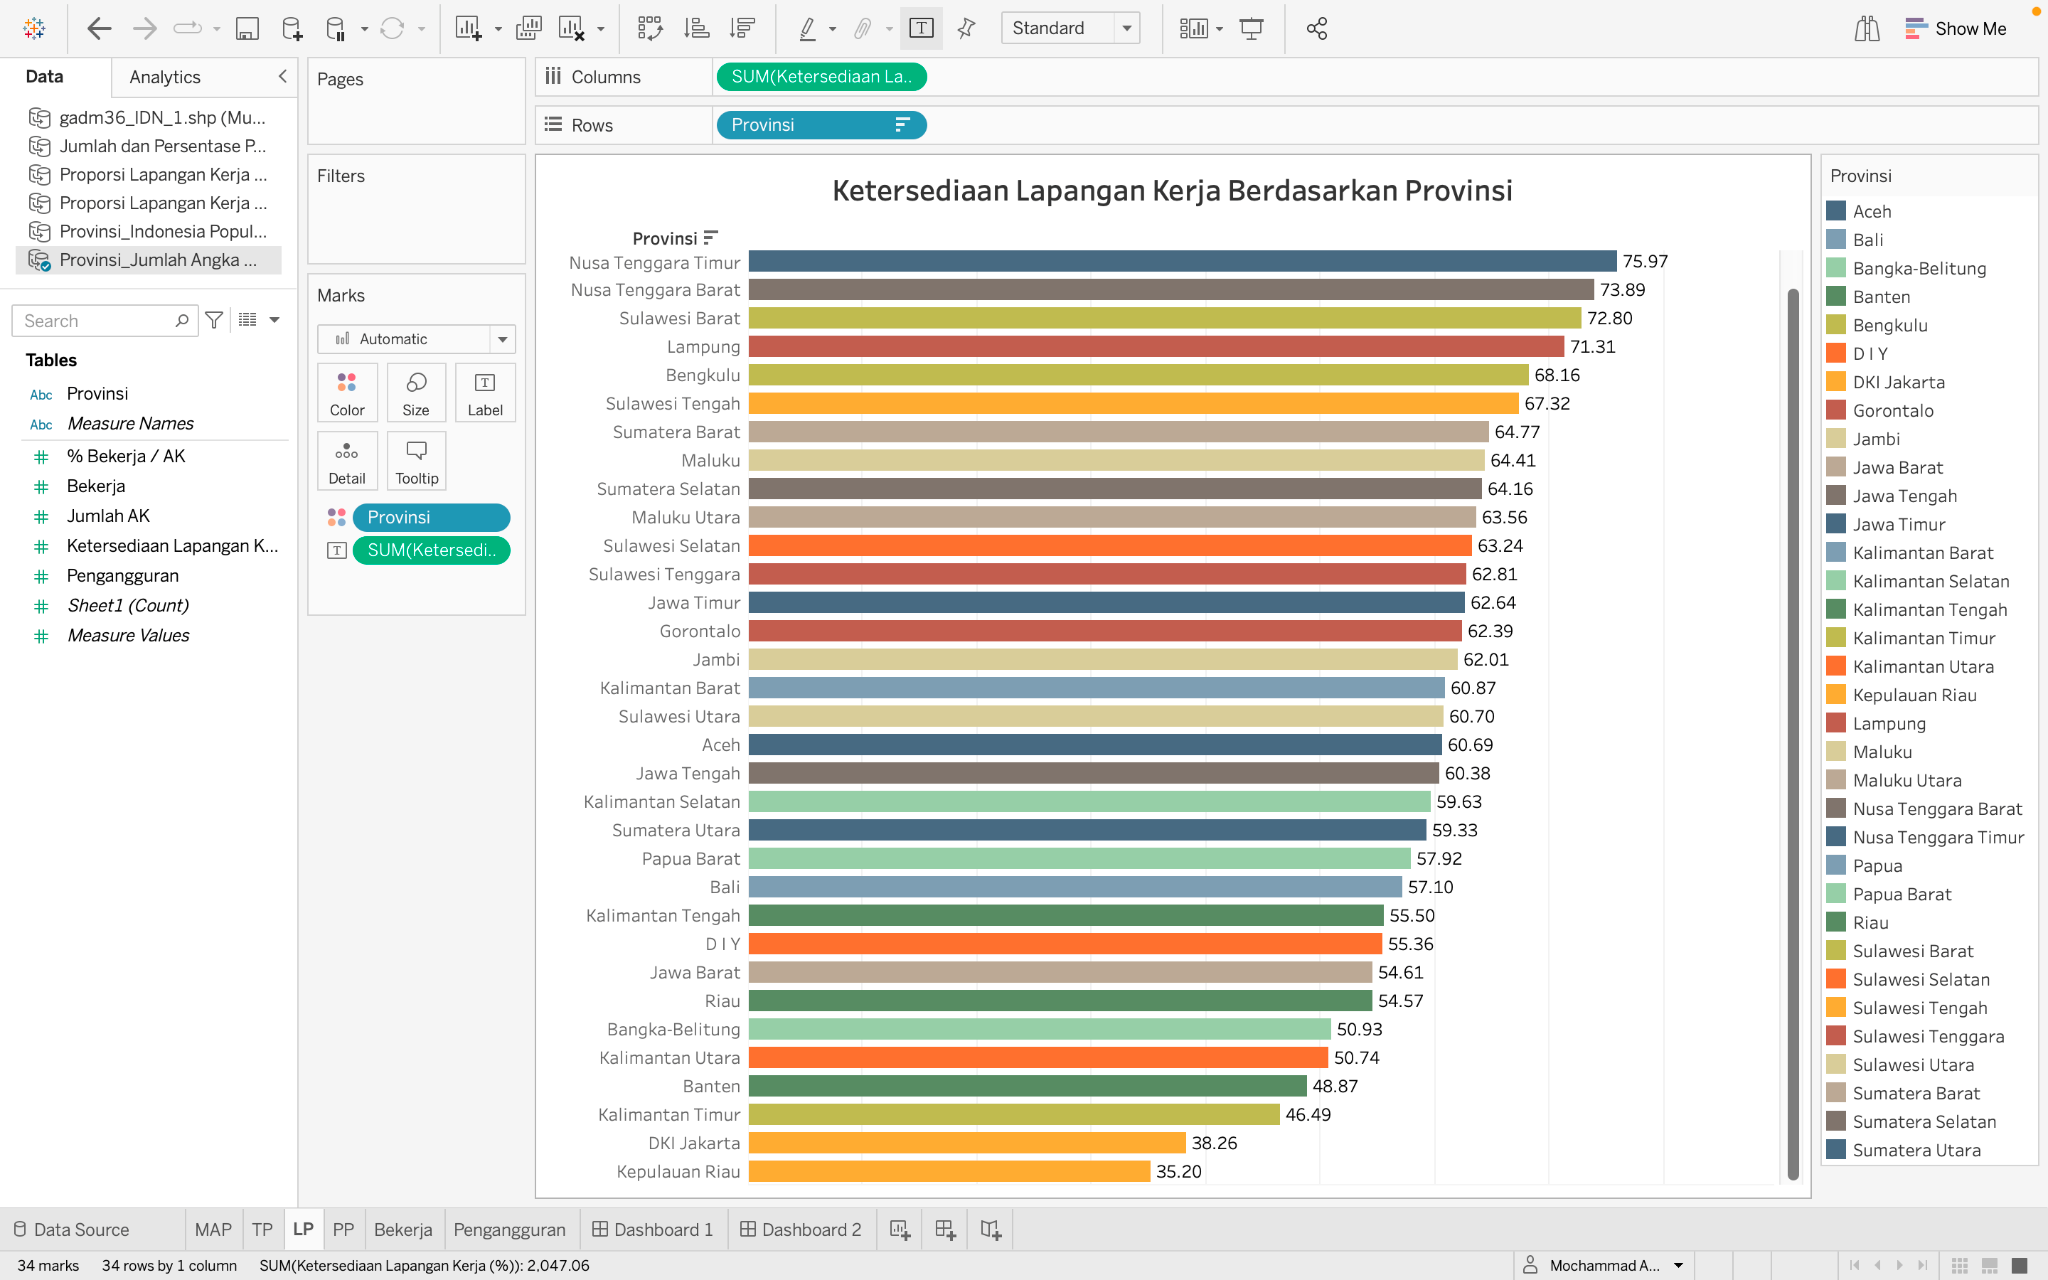 Standard
Show Me
Data
Analytics
gadm36_IDN_1.shp (Mu...
Jumlah dan Persentase P...
Proporsi Lapangan Kerja ...
Proporsi Lapangan Kerja ...
Provinsi_Indonesia Popul...
Provinsi_Jumlah Angka ...
Search
Tables
Abc Provinsi
Abc Measure Names
% Bekerja / AK
Bekerja
Jumlah AK
Ketersediaan Lapangan K...
Pengangguran
Sheet1 (Count)
Measure Values
Pages
Filters
Marks
Automatic
Color
Size
Label
Detail
Tooltip
Provinsi
SUM(Ketersedi..
Columns
SUM(Ketersediaan La..
Rows
Provinsi
Ketersediaan Lapangan Kerja Berdasarkan Provinsi
Provinsi
Nusa Tenggara Timur 75.97
Nusa Tenggara Barat 73.89
Sulawesi Barat 72.80
Lampung 71.31
Bengkulu 68.16
Sulawesi Tengah 67.32
Sumatera Barat 64.77
Maluku 64.41
Sumatera Selatan 64.16
Maluku Utara 63.56
Sulawesi Selatan 63.24
Sulawesi Tenggara 62.81
Jawa Timur 62.64
Gorontalo 62.39
Jambi 62.01
Kalimantan Barat 60.87
Sulawesi Utara 60.70
Aceh 60.69
Jawa Tengah 60.38
Kalimantan Selatan 59.63
Sumatera Utara 59.33
Papua Barat 57.92
Bali 57.10
Kalimantan Tengah 55.50
D I Y 55.36
Jawa Barat 54.61
Riau 54.57
Bangka-Belitung 50.93
Kalimantan Utara 50.74
Banten 48.87
Kalimantan Timur 46.49
DKI Jakarta 38.26
Kepulauan Riau 35.20
Provinsi
Aceh
Bali
Bangka-Belitung
Banten
Bengkulu
D I Y
DKI Jakarta
Gorontalo
Jambi
Jawa Barat
Jawa Tengah
Jawa Timur
Kalimantan Barat
Kalimantan Selatan
Kalimantan Tengah
Kalimantan Timur
Kalimantan Utara
Kepulauan Riau
Lampung
Maluku
Maluku Utara
Nusa Tenggara Barat
Nusa Tenggara Timur
Papua
Papua Barat
Riau
Sulawesi Barat
Sulawesi Selatan
Sulawesi Tengah
Sulawesi Tenggara
Sulawesi Utara
Sumatera Barat
Sumatera Selatan
Sumatera Utara
Data Source
MAP
TP
LP
PP
Bekerja
Pengangguran
Dashboard 1
Dashboard 2
34 marks
34 rows by 1 column
SUM(Ketersediaan Lapangan Kerja (%)): 2,047.06
Mochammad A...